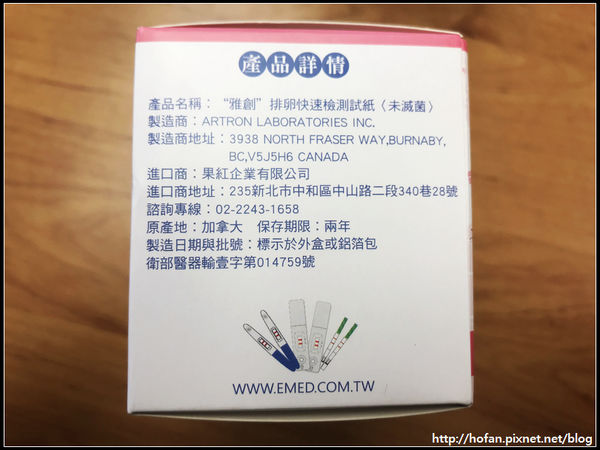 產品詳情
產品名稱：“雅創”排卵快速檢測試紙〈未滅菌〉
製造商：ARTRON LABORATORIES INC.
製造商地址：3938 NORTH FRASER WAY,BURNABY,
BC,V5J5H6 CANADA
進口商：果紅企業有限公司
進口商地址：235新北市中和區中山路二段340巷28號
諮詢專線：02-2243-1658
原產地：加拿大 保存期限：兩年
製造日期與批號：標示於外盒或鋁箔包
衛部醫器輸壹字第014759號
WWW.EMED.COM.TW
http://hofan.pixnet.net/blog